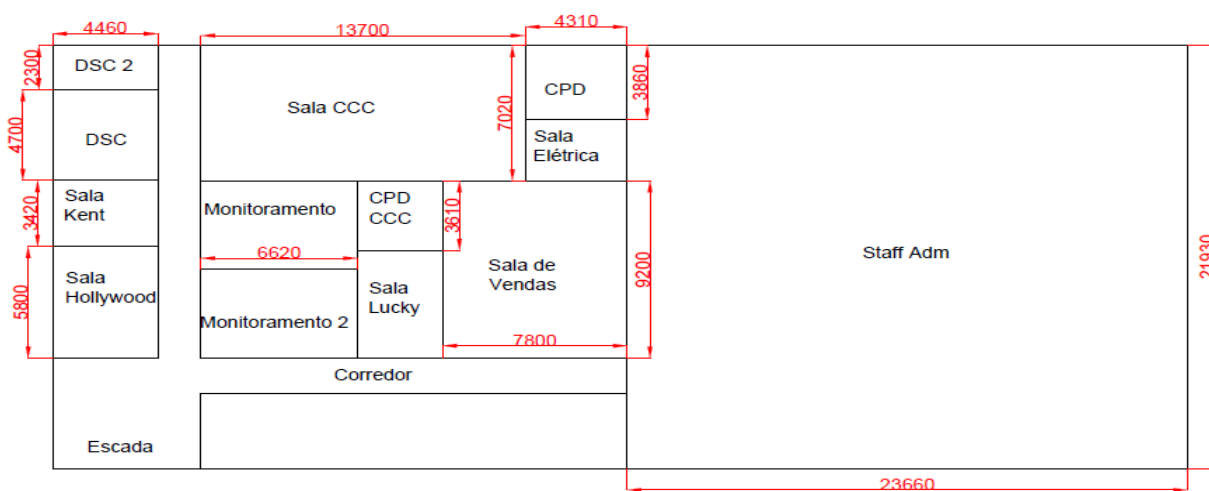 4460
13700
4310
2300
DSC 2
Sala CCC
7020
CPD
3860
4700
DSC
Sala
Elétrica
3420
Sala
Kent
Monitoramento
CPD
CCC
3610
6620
Sala de
Vendas
9200
Staff Adm
21930
5800
Sala
Hollywood
Monitoramento 2
Sala
Lucky
7800
Corredor
Escada
23660